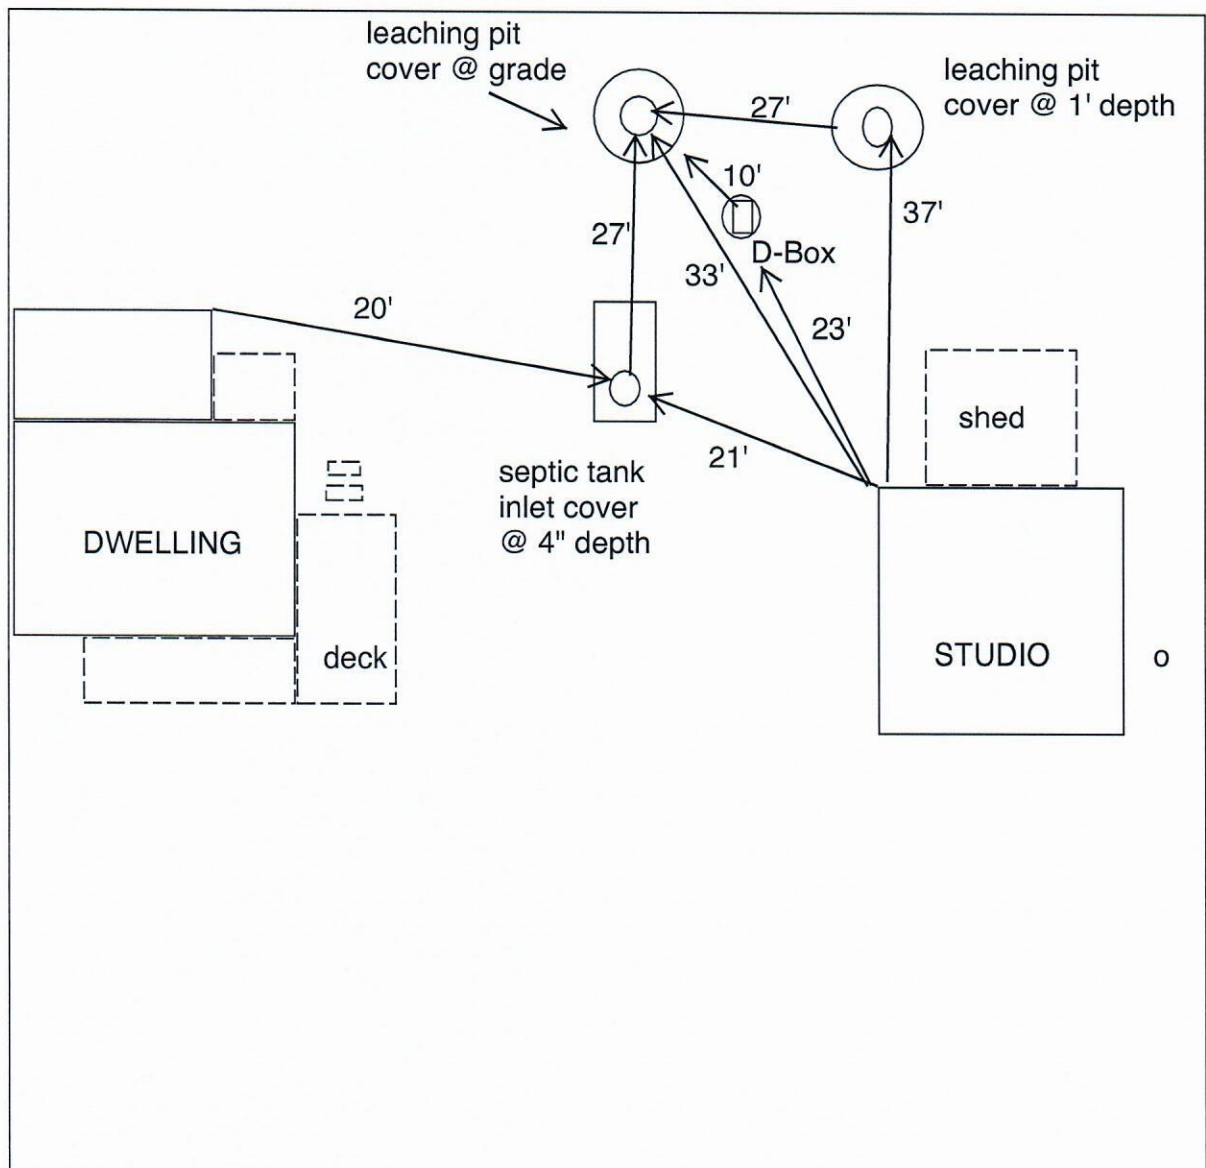 leaching pit
cover @ grade
leaching pit
cover @ 1' depth
27'
10'
37'
27'
D-Box
33'
20'
23'
shed
21'
septic tank
inlet cover
@ 4" depth
DWELLING
deck
STUDIO
o